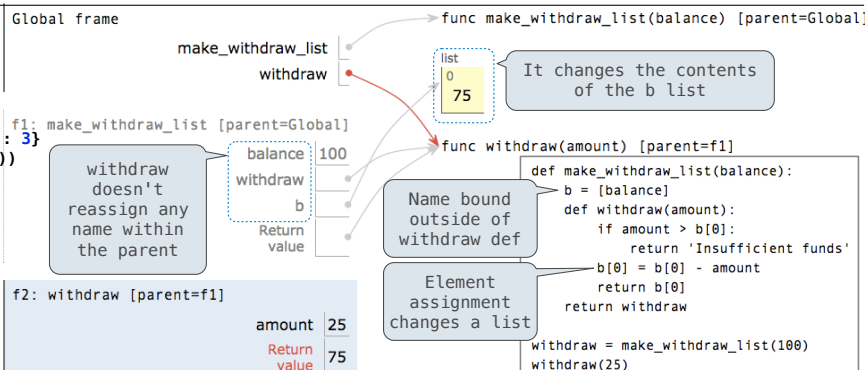 Global frame
make_withdraw_list
withdraw
func make_withdraw_list(balance) [parent=Global]
list
0
75
It changes the contents
of the b list
f1: make_withdraw_list [parent=Global]
: 3}
))
withdraw
doesn't
reassign any
name within
the parent
balance 100
withdraw
b
Return
value
func withdraw(amount) [parent=f1]
Name bound
outside of
withdraw def
Element
assignment
changes a list
def make_withdraw_list(balance):
b = [balance]
def withdraw(amount):
if amount > b[0]:
return 'Insufficient funds'
b[0] = b[0] - amount
return b[0]
return withdraw
withdraw = make_withdraw_list(100)
withdraw(25)
f2: withdraw [parent=f1]
amount 25
Return
value 75